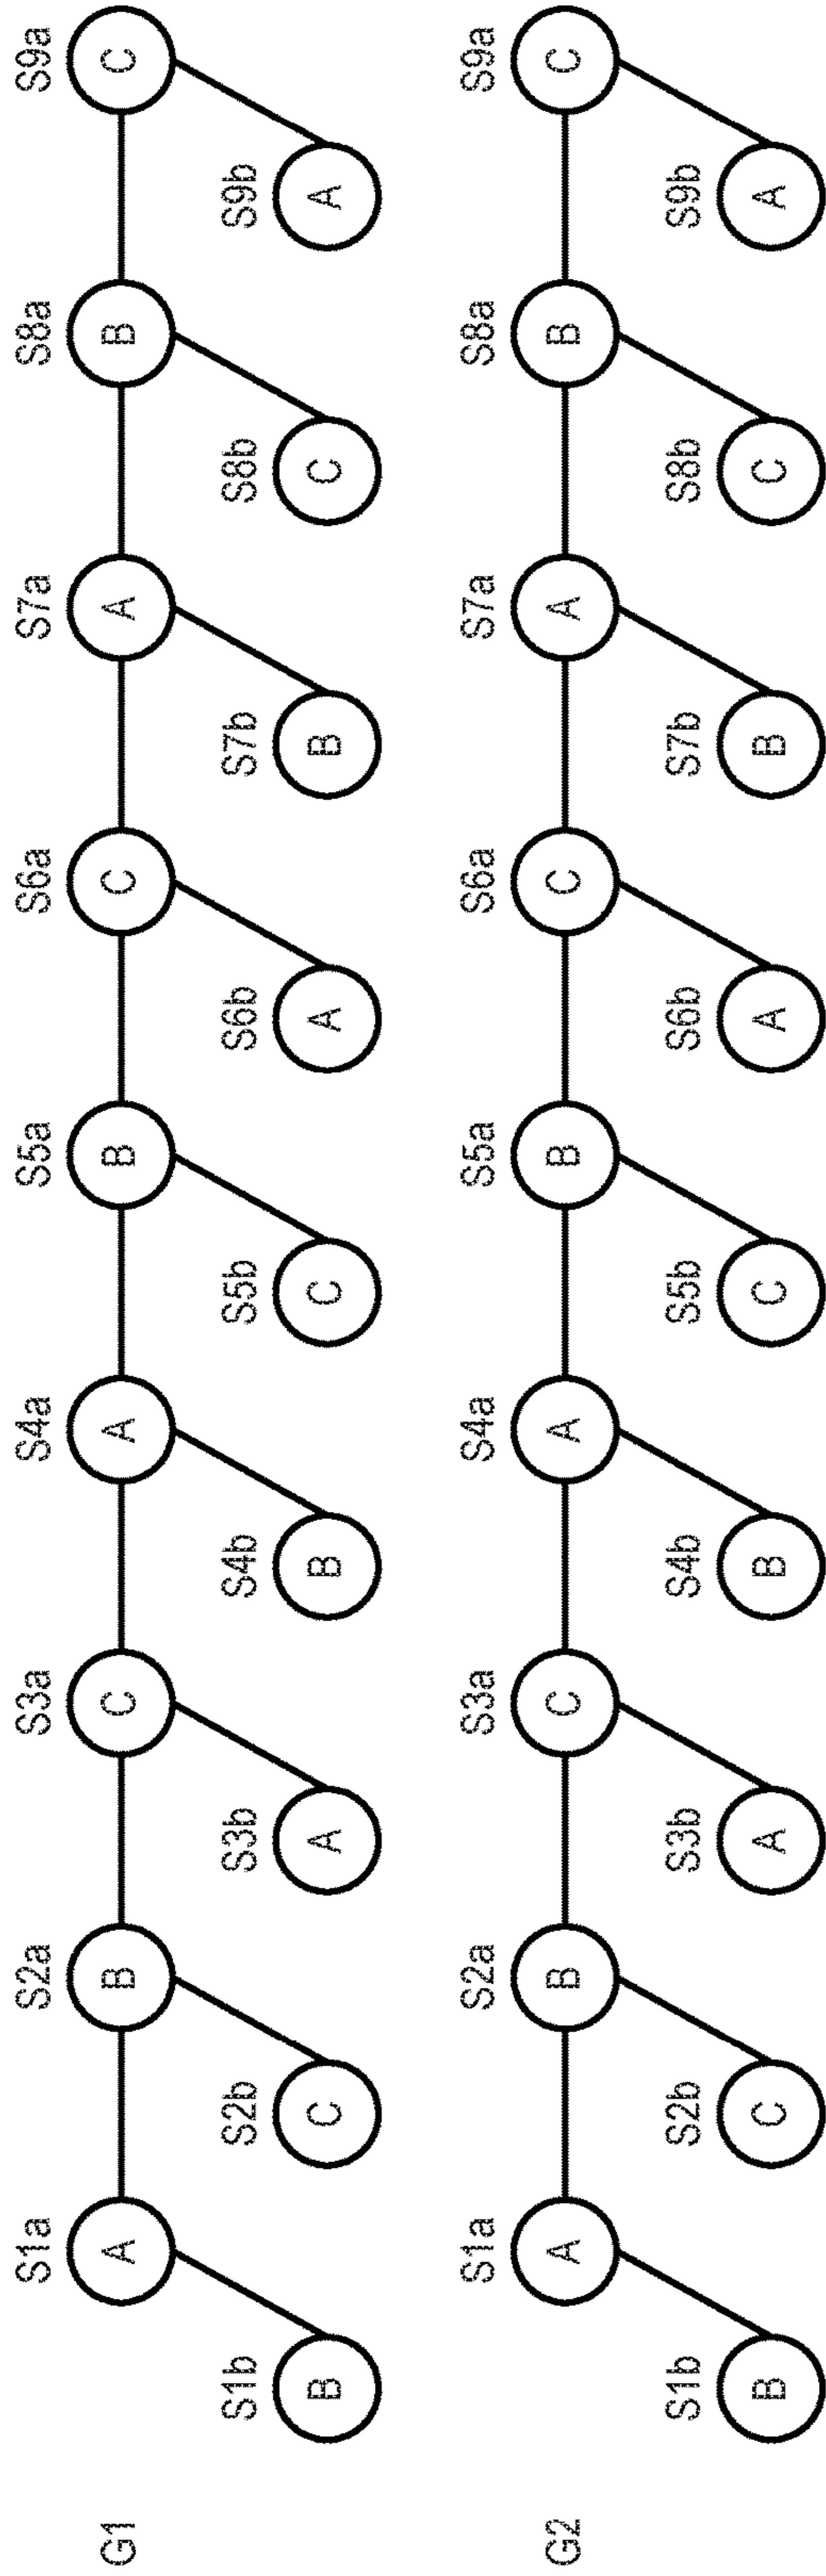 S1a S2a S3a S4a S5a S6a S7a S8a S9a
G1 A B C A B C A B C
S1b S2b S3b S4b S5b S6b S7b S8b S9b
B C A B C A B C A
S1a S2a S3a S4a S5a S6a S7a S8a S9a
G2 A B C A B C A B C
S1b S2b S3b S4b S5b S6b S7b S8b S9b
B C A B C A B C A